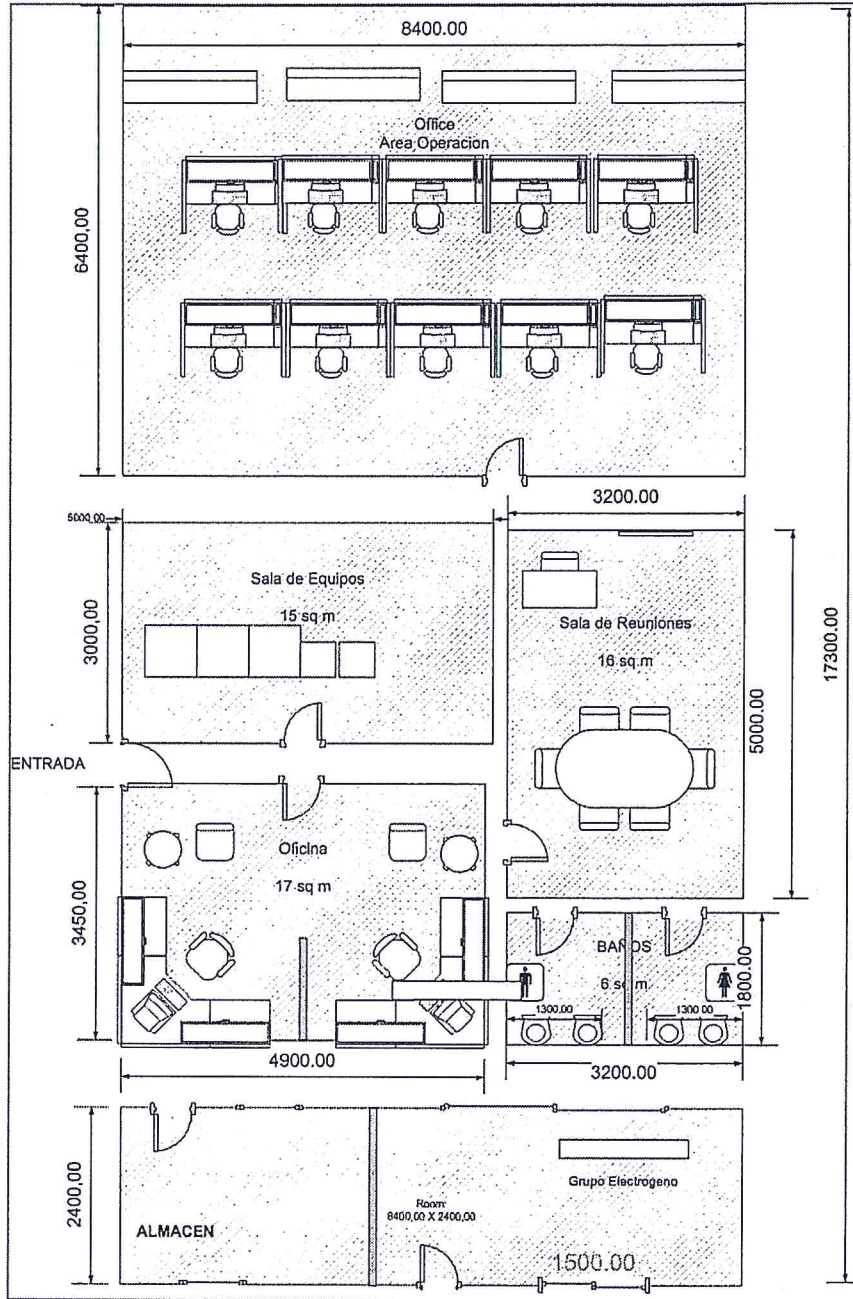 8400.00
Office
Area Operacion
6400,00
3200.00
5000.00
Sala de Equipos
15 sq m
3000,00
Sala de Reuniones
16 sq m
5000.00
17300.00
ENTRADA
Oficina
17 sq m
3450,00
BAÑOS
6 sq m
1800.00
1300.00
1300.00
4900.00
3200.00
2400,00
Grupo Electrogeno
Room
8400,00 X 2400,00
ALMACEN
1500.00